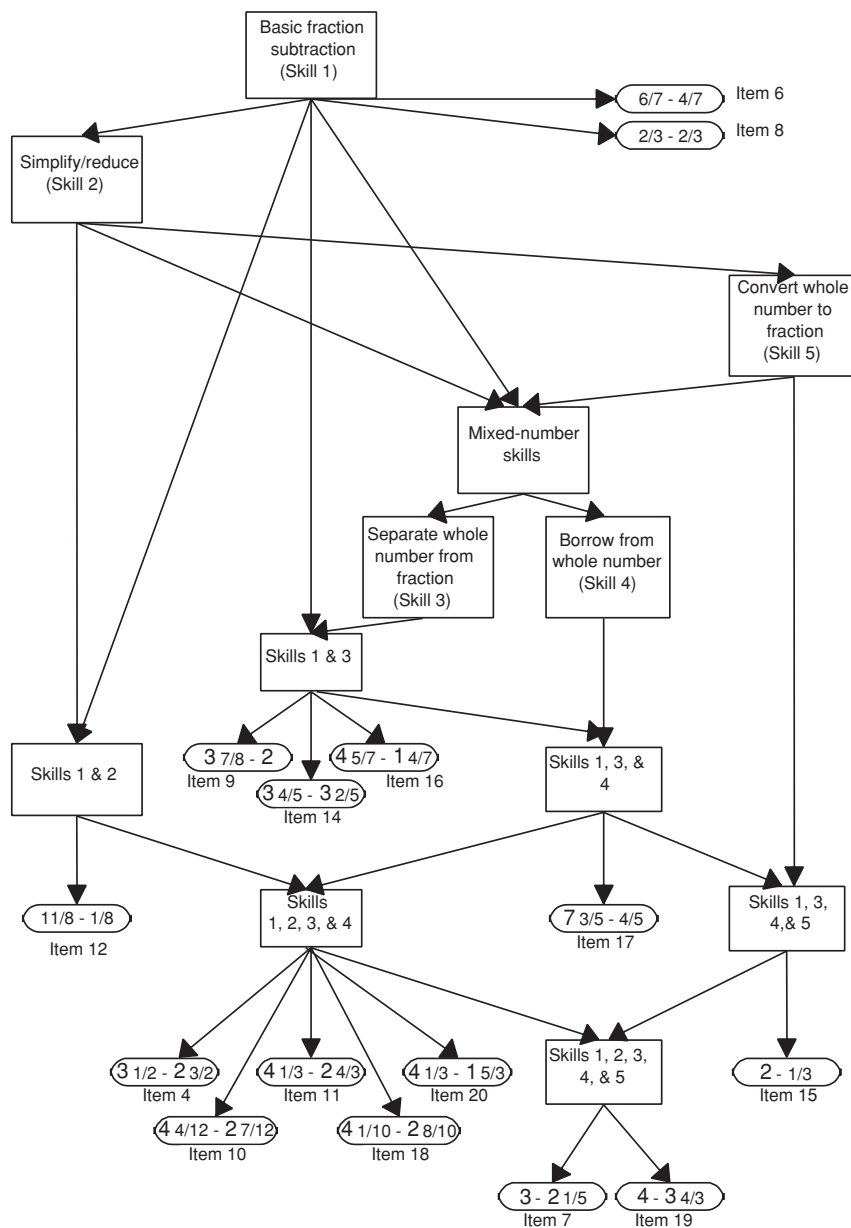 Basic fraction
subtraction
(Skill 1)
6/7 - 4/7
Item 6
2/3 - 2/3
Item 8
Simplify/reduce
(Skill 2)
Convert whole
number to
fraction
(Skill 5)
Mixed-number
skills
Separate whole
number from
fraction
(Skill 3)
Borrow from
whole number
(Skill 4)
Skills 1 & 3
Skills 1 & 2
3 7/8 - 2
Item 9
3 4/5 - 3 2/5
Item 14
4 5/7 - 1 4/7
Item 16
Skills 1, 3, &
4
11/8 - 1/8
Item 12
Skills
1, 2, 3, & 4
7 3/5 - 4/5
Item 17
Skills 1, 3,
4,& 5
3 1/2 - 2 3/2
Item 4
4 1/3 - 2 4/3
Item 11
4 1/3 - 1 5/3
Item 20
4 4/12 - 2 7/12
Item 10
4 1/10 - 2 8/10
Item 18
Skills 1, 2, 3,
4, & 5
2 - 1/3
Item 15
3 - 2 1/5
Item 7
4 - 3 4/3
Item 19